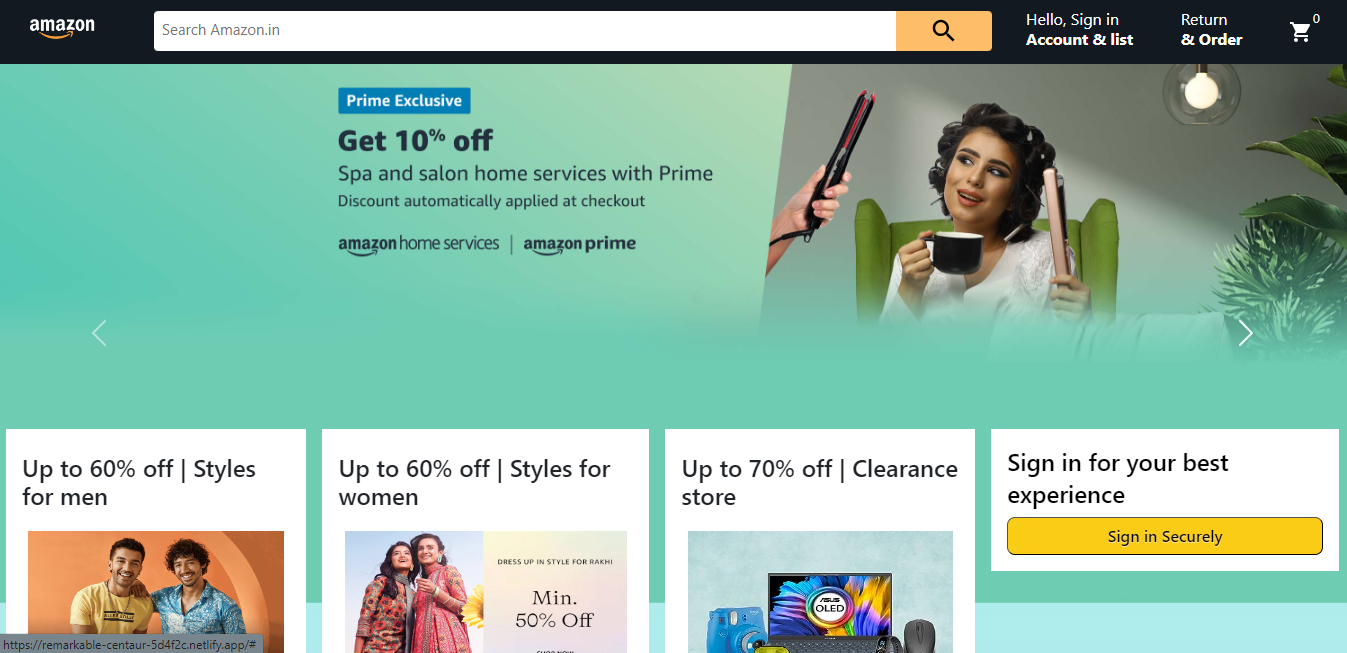 amazon
Search Amazon.in
Hello, Sign in
Account & list
Return
& Order
0
Prime Exclusive
Get 10% off
Spa and salon home services with Prime
Discount automatically applied at checkout
amazon home services | amazon prime
Up to 60% off | Styles
for men
Up to 60% off | Styles for
women
DRESS UP IN STYLE FOR RAKHI
Min.
50% Off
SHOP NOW
Up to 70% off | Clearance
store
ASUS
OLED
Sign in for your best
experience
Sign in Securely
https://remarkable-centaur-5d4f2c.netlify.app/#